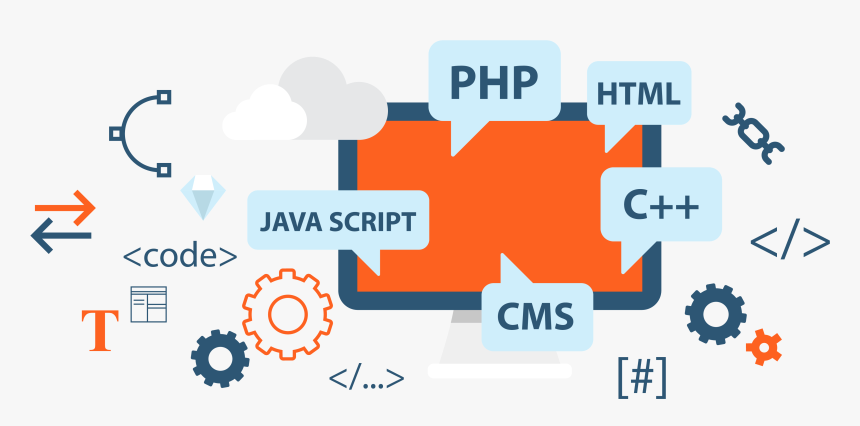 PHP
HTML
JAVA SCRIPT
C++
<code>
</>
T
CMS
</...>
[#]